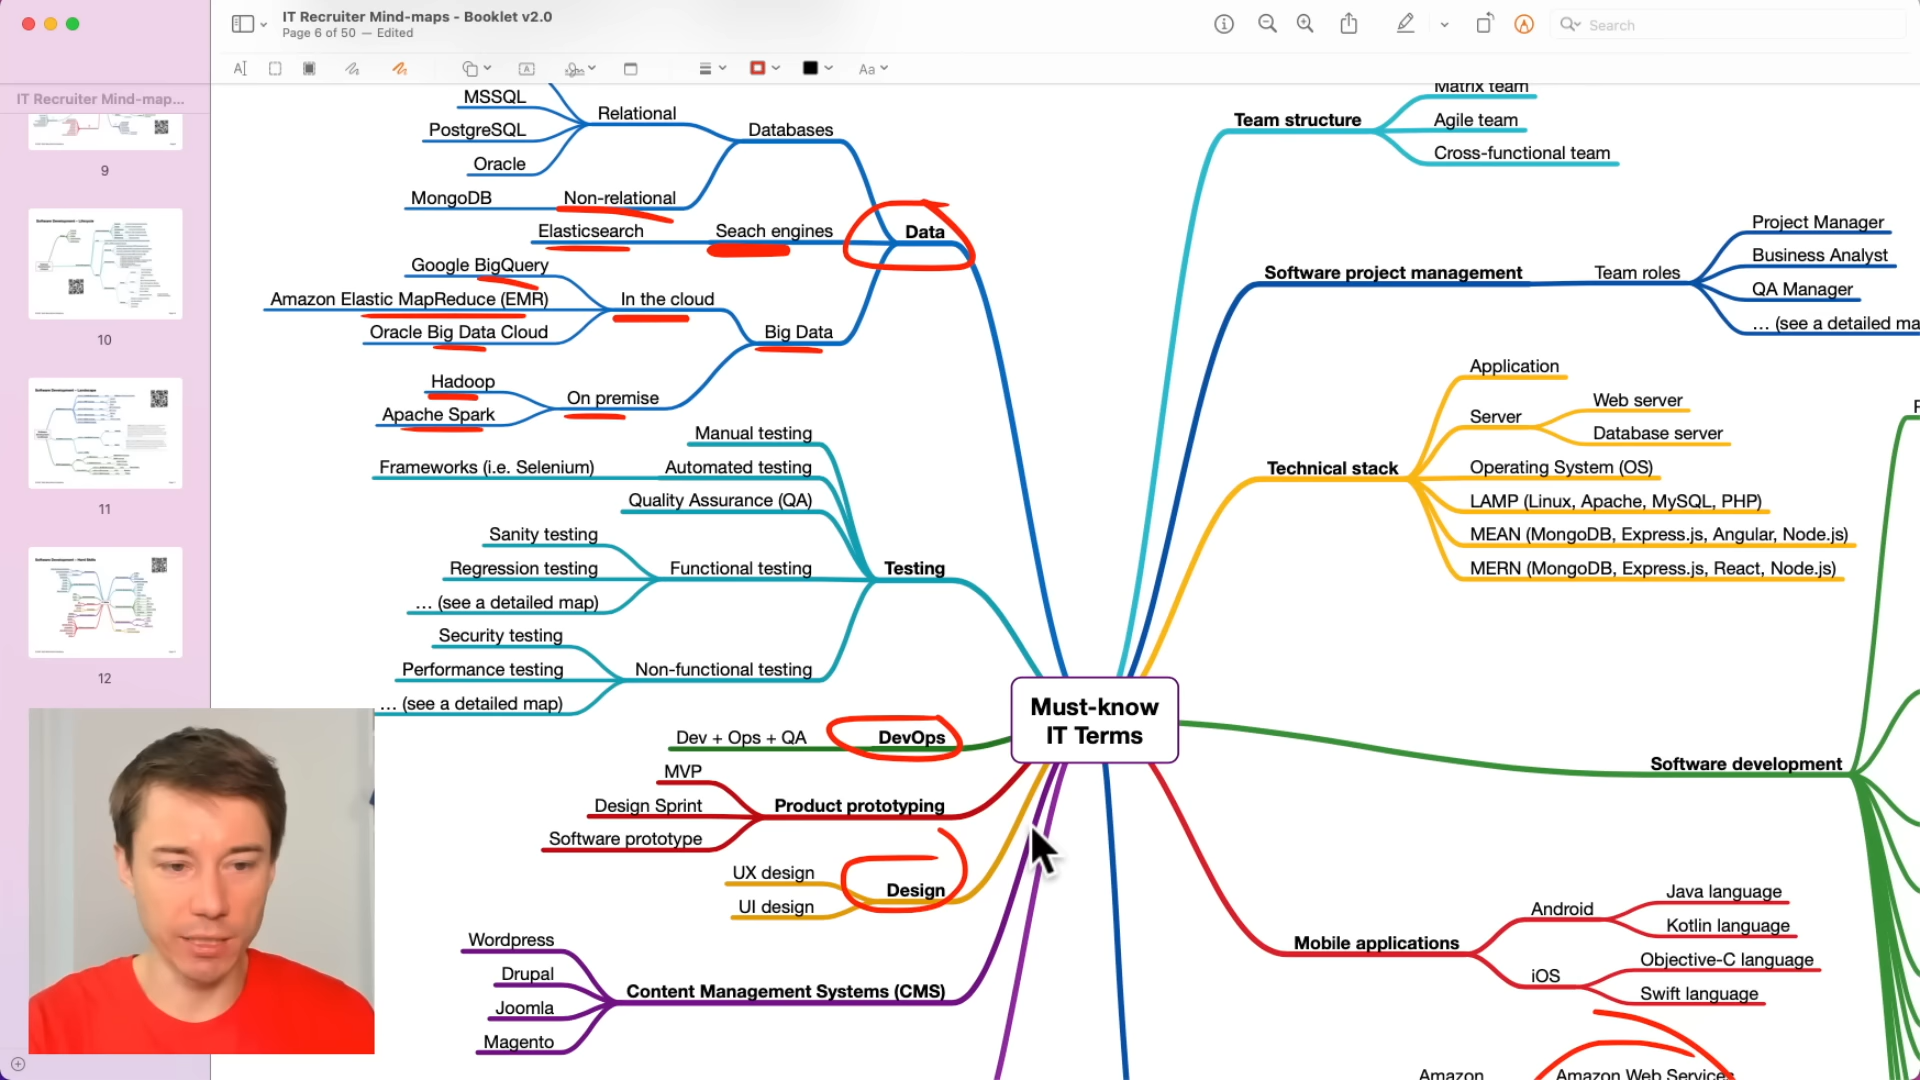 IT Recruiter Mind-maps - Booklet v2.0
Page 6 of 50 — Edited
Search
Aa
IT Recruiter Mind-map...
9
10
11
12
MSSQL
PostgreSQL
Oracle
Relational
Databases
MongoDB
Non-relational
Elasticsearch
Seach engines
Data
Google BigQuery
Amazon Elastic MapReduce (EMR)
Oracle Big Data Cloud
In the cloud
Big Data
Hadoop
Apache Spark
On premise
Manual testing
Frameworks (i.e. Selenium)
Automated testing
Quality Assurance (QA)
Sanity testing
Regression testing
... (see a detailed map)
Functional testing
Testing
Security testing
Performance testing
... (see a detailed map)
Non-functional testing
Dev + Ops + QA
DevOps
MVP
Design Sprint
Software prototype
Product prototyping
UX design
UI design
Design
Wordpress
Drupal
Joomla
Magento
Content Management Systems (CMS)
Must-know
IT Terms
Matrix team
Agile team
Cross-functional team
Team structure
Software project management
Team roles
Project Manager
Business Analyst
QA Manager
... (see a detailed ma
Technical stack
Application
Server
Web server
Database server
Operating System (OS)
LAMP (Linux, Apache, MySQL, PHP)
MEAN (MongoDB, Express.js, Angular, Node.js)
MERN (MongoDB, Express.js, React, Node.js)
Software development
Mobile applications
Android
Java language
Kotlin language
iOS
Objective-C language
Swift language
Amazon
Amazon Web Services